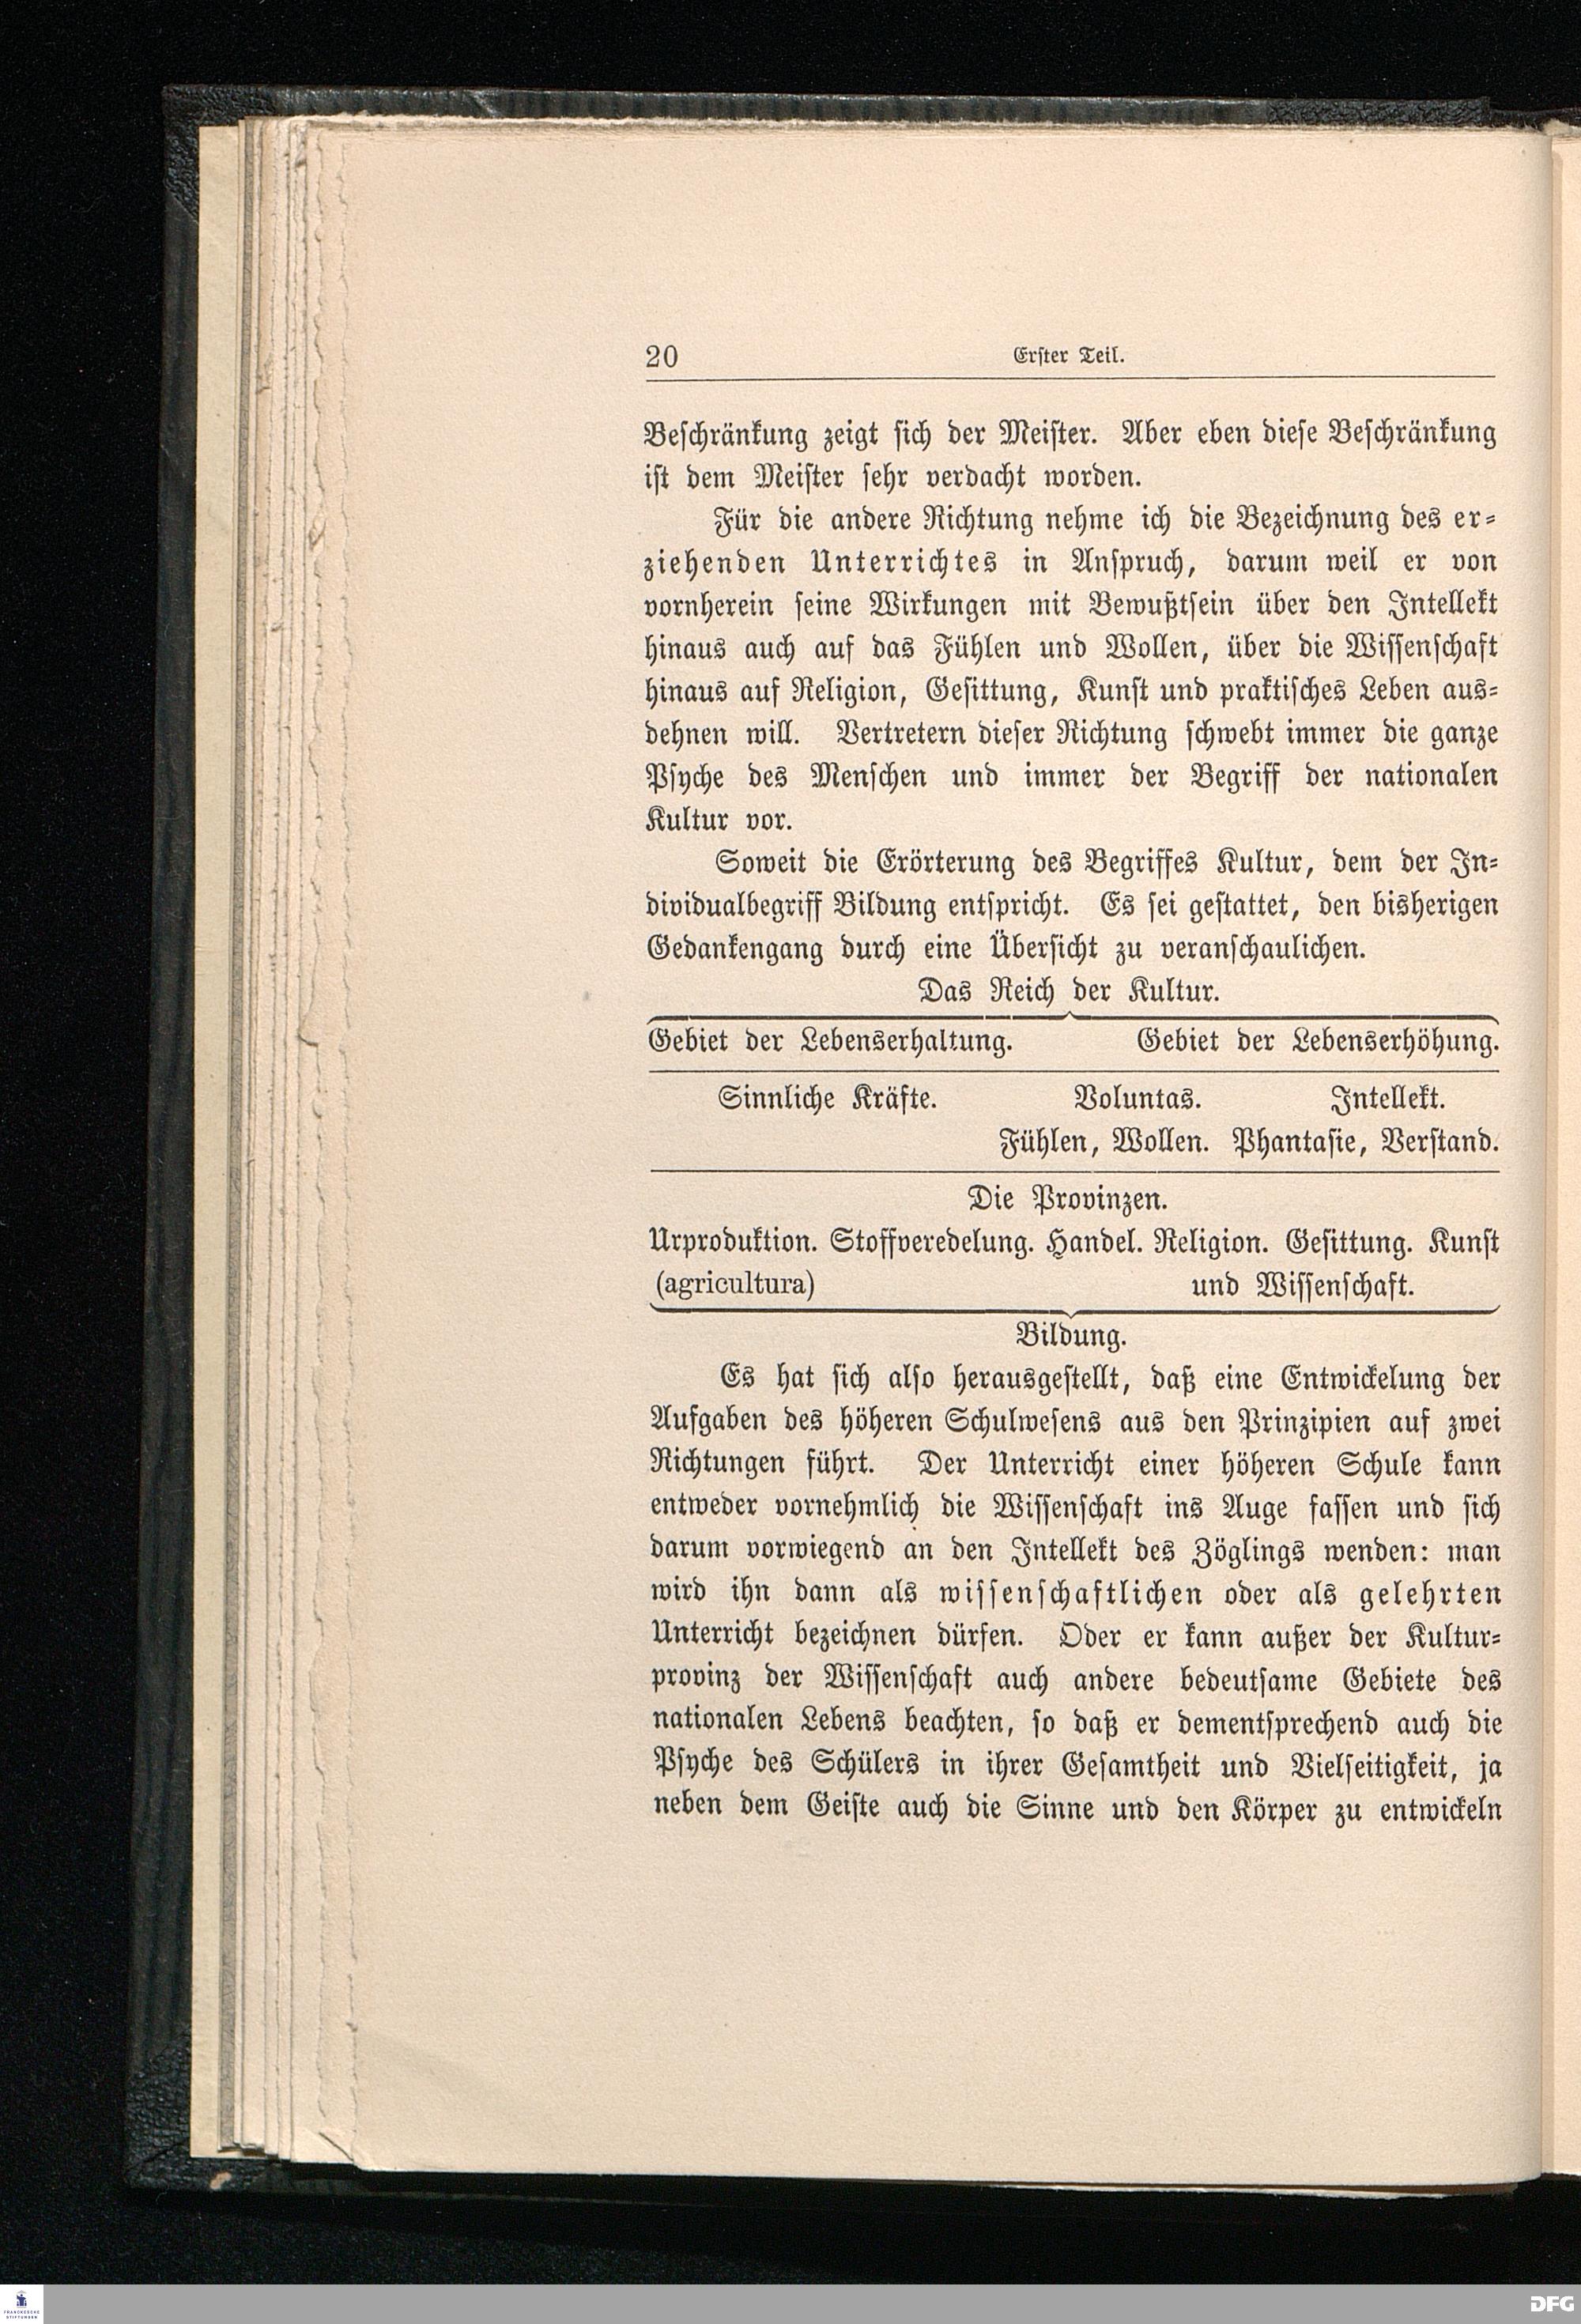 20
Erster Teil.
Beschränkung zeigt sich der Meister. Aber eben diese Beschränkung
ist dem Meister sehr verdacht worden.
Für die andere Richtung nehme ich die Bezeichnung des er-
ziehenden Unterrichtes in Anspruch, darum weil er von
vornherein seine Wirkungen mit Bewußtsein über den Intellekt
hinaus auch auf das Fühlen und Wollen, über die Wissenschaft
hinaus auf Religion, Gesittung, Kunst und praktisches Leben aus-
dehnen will. Vertretern dieser Richtung schwebt immer die ganze
Psyche des Menschen und immer der Begriff der nationalen
Kultur vor.
Soweit die Erörterung des Begriffes Kultur, dem der In-
dividualbegriff Bildung entspricht. Es sei gestattet, den bisherigen
Gedankengang durch eine Übersicht zu veranschaulichen.
Das Reich der Kultur.
Gebiet der Lebenserhaltung. Gebiet der Lebenserhöhung.
Sinnliche Kräfte. Voluntas. Intellekt.
Fühlen, Wollen. Phantasie, Verstand.
Die Provinzen.
Urproduktion. Stoffveredelung. Handel. Religion. Gesittung. Kunst
(agricultura) und Wissenschaft.
Bildung.
Es hat sich also herausgestellt, daß eine Entwickelung der
Aufgaben des höheren Schulwesens aus den Prinzipien auf zwei
Richtungen führt. Der Unterricht einer höheren Schule kann
entweder vornehmlich die Wissenschaft ins Auge fassen und sich
darum vorwiegend an den Intellekt des Zöglings wenden: man
wird ihn dann als wissenschaftlichen oder als gelehrten
Unterricht bezeichnen dürfen. Oder er kann außer der Kultur-
provinz der Wissenschaft auch andere bedeutsame Gebiete des
nationalen Lebens beachten, so daß er dementsprechend auch die
Psyche des Schülers in ihrer Gesamtheit und Vielseitigkeit, ja
neben dem Geiste auch die Sinne und den Körper zu entwickeln
FRANCKESCHE
STIFTUNGEN
DFG